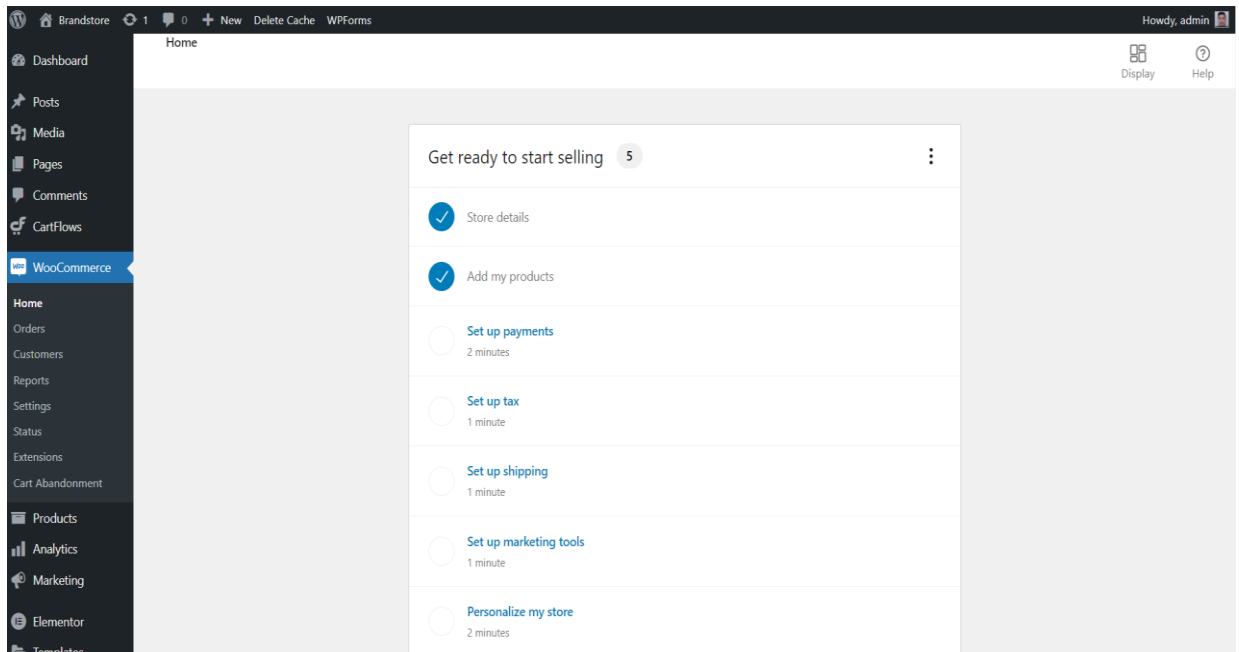 Brandstore 1 0 New Delete Cache WPForms Howdy, admin
Dashboard
Posts
Media
Pages
Comments
CartFlows
Woo WooCommerce
Home
Orders
Customers
Reports
Settings
Status
Extensions
Cart Abandonment
Products
Analytics
Marketing
Elementor
Templates
Home
Display
Help
Get ready to start selling 5
Store details
Add my products
Set up payments
2 minutes
Set up tax
1 minute
Set up shipping
1 minute
Set up marketing tools
1 minute
Personalize my store
2 minutes